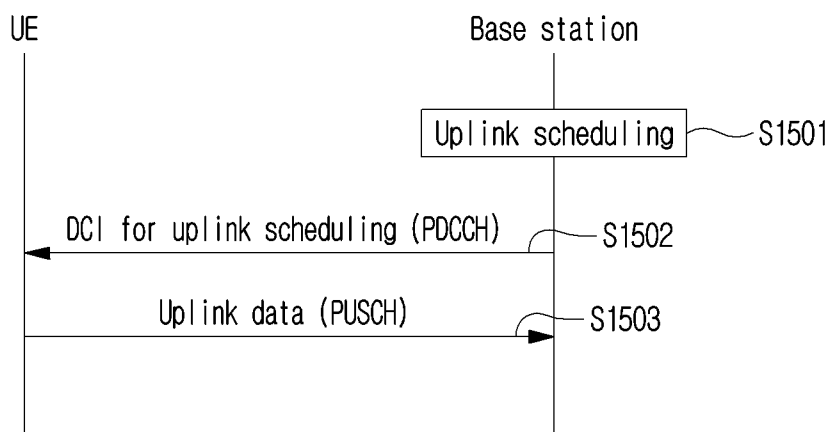 UE
Base station
Uplink scheduling
S1501
DCI for uplink scheduling (PDCCH)
S1502
Uplink data (PUSCH)
S1503